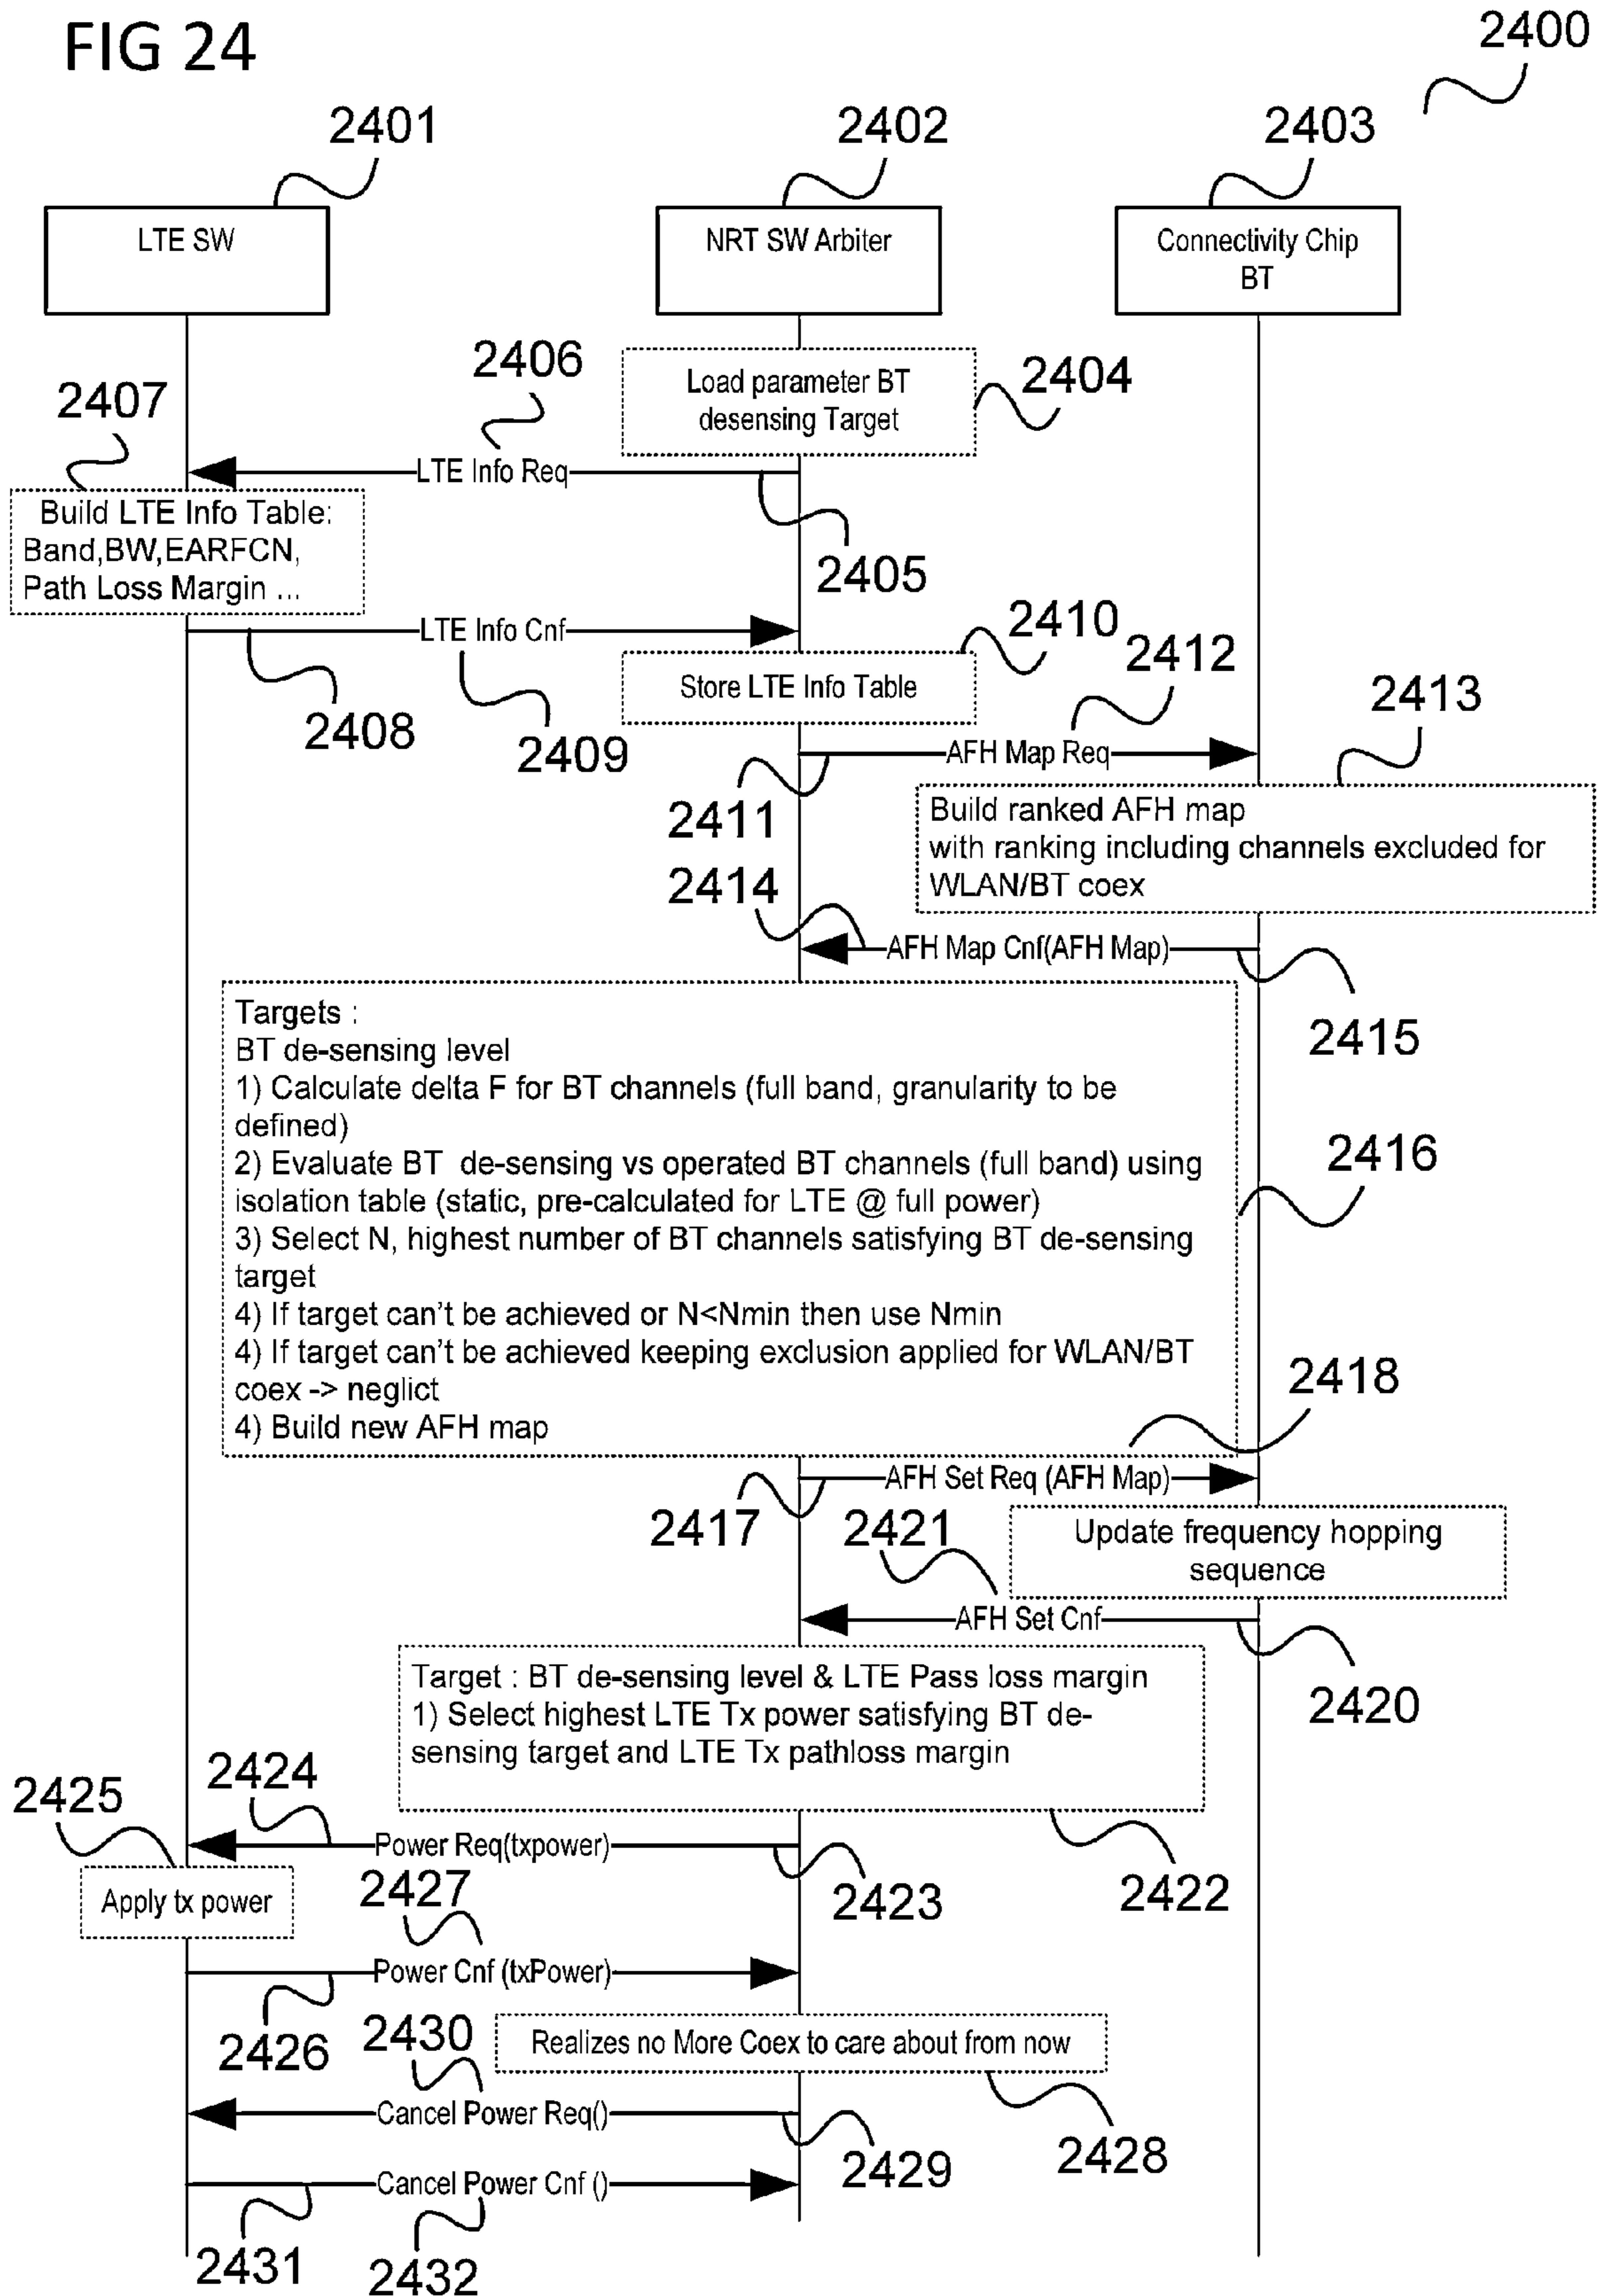 FIG 24
2400
2401
2402
2403
LTE SW
NRT SW Arbiter
Connectivity Chip
BT
2406
Load parameter BT
desensing Target
2404
2407
LTE Info Req
Build LTE Info Table:
Band,BW,EARFCN,
Path Loss Margin ...
2405
LTE Info Cnf
2410
2412
Store LTE Info Table
2413
2408
2409
AFH Map Req
2411
Build ranked AFH map
with ranking including channels excluded for
WLAN/BT coex
2414
AFH Map Cnf(AFH Map)
2415
Targets :
BT de-sensing level
1) Calculate delta F for BT channels (full band, granularity to be
defined)
2) Evaluate BT de-sensing vs operated BT channels (full band) using
isolation table (static, pre-calculated for LTE @ full power)
3) Select N, highest number of BT channels satisfying BT de-sensing
target
4) If target can't be achieved or N<Nmin then use Nmin
4) If target can't be achieved keeping exclusion applied for WLAN/BT
coex -> neglict
4) Build new AFH map
2416
2418
AFH Set Req (AFH Map)
2417
2421
Update frequency hopping
sequence
AFH Set Cnf
2420
Target : BT de-sensing level & LTE Pass loss margin
1) Select highest LTE Tx power satisfying BT de-
sensing target and LTE Tx pathloss margin
2424
2425
Power Req(txpower)
2423
2422
Apply tx power
2427
Power Cnf (txPower)
2426
2430
Realizes no More Coex to care about from now
Cancel Power Req()
2429
2428
Cancel Power Cnf ()
2431
2432